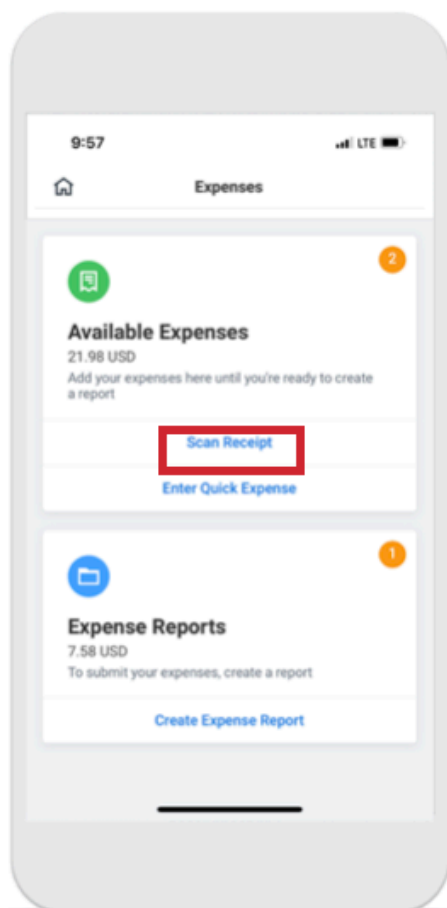 9:57
LTE
Expenses
2
Available Expenses
21.98 USD
Add your expenses here until you're ready to create
a report
Scan Receipt
Enter Quick Expense
1
Expense Reports
7.58 USD
To submit your expenses, create a report
Create Expense Report